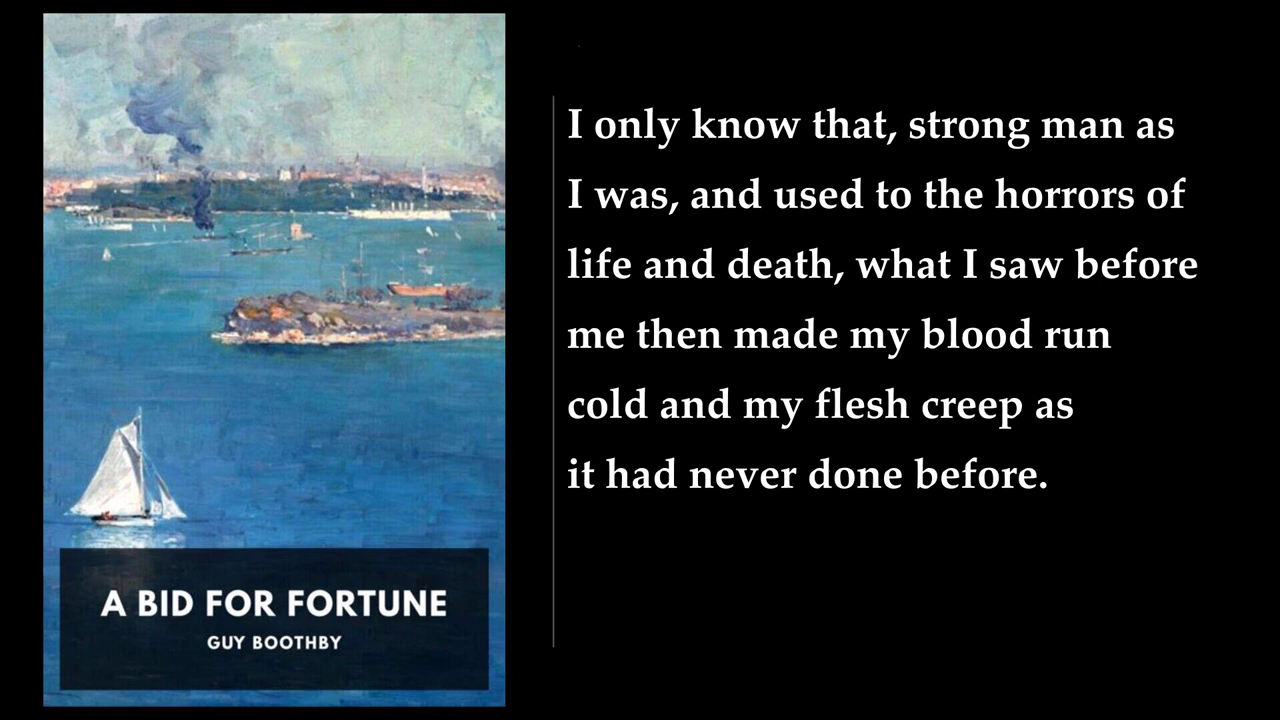 I only know that, strong man as
I was, and used to the horrors of
life and death, what I saw before
me then made my blood run
cold and my flesh creep as
it had never done before.
A BID FOR FORTUNE
GUY BOOTHBY